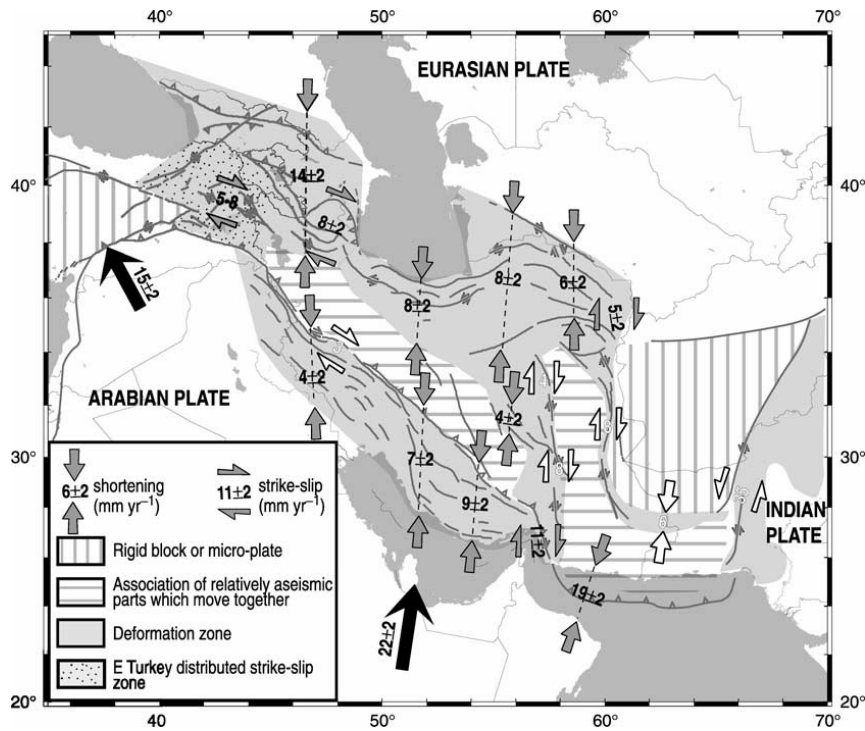 40° 50° 60° 70°
EURASIAN PLATE
14±2
40° 40°
5-8
8±2
15±2
8±2
8±2
6±2
5±2
ARABIAN PLATE
4±2
4
4±2
8
30° 30°
7±2
8
9±2
6
INDIAN
PLATE
11±2
19±2
22±2
6±2 shortening (mm yr⁻¹)
11±2 strike-slip (mm yr⁻¹)
Rigid block or micro-plate
Association of relatively aseismic
parts which move together
Deformation zone
E Turkey distributed strike-slip
zone
20° 20°
40 50° 60° 70°